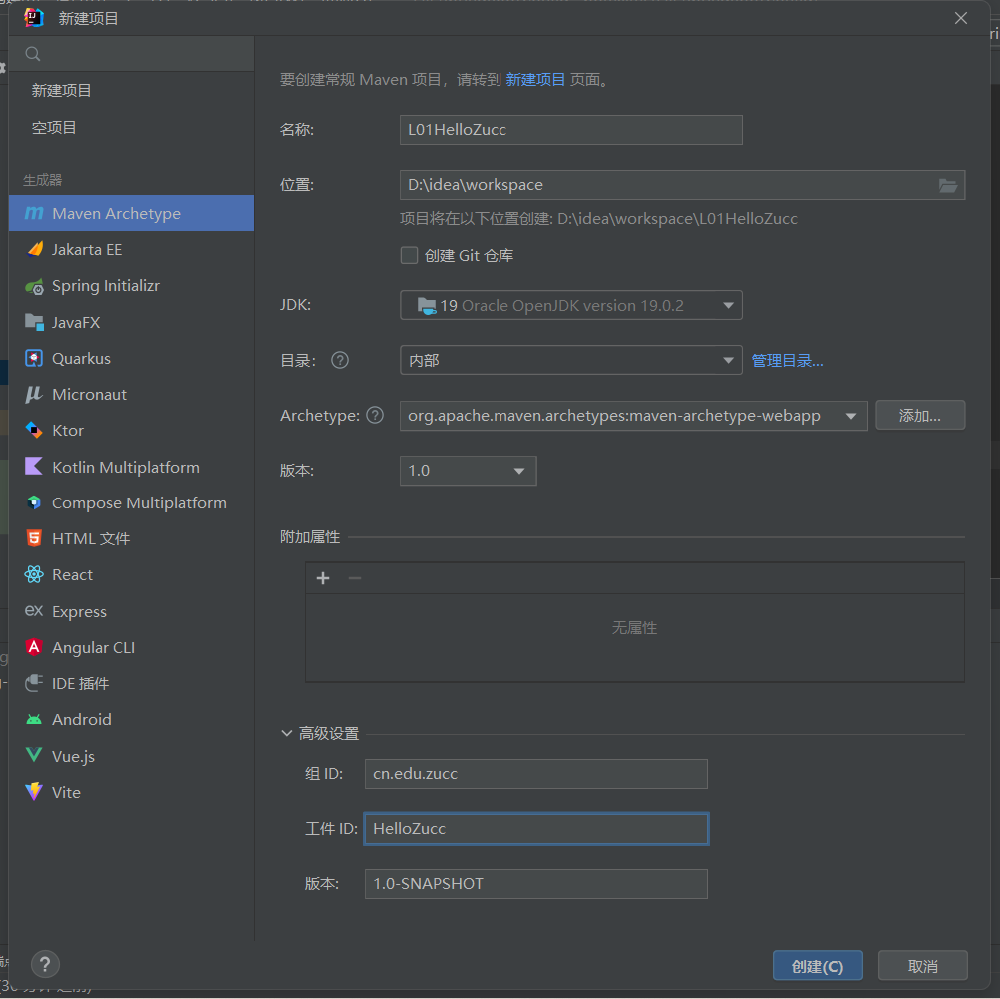 新建项目
新建项目
空项目
生成器
Maven Archetype
Jakarta EE
Spring Initializr
JavaFX
Quarkus
Micronaut
Ktor
Kotlin Multiplatform
Compose Multiplatform
HTML 文件
React
Express
Angular CLI
IDE 插件
Android
Vue.js
Vite
要创建常规 Maven 项目，请转到 新建项目 页面。
名称: L01HelloZucc
位置: D:\idea\workspace
项目将在以下位置创建: D:\idea\workspace\L01HelloZucc
创建 Git 仓库
JDK: 19 Oracle OpenJDK version 19.0.2
目录: ? 内部 管理目录...
Archetype: ? org.apache.maven.archetypes:maven-archetype-webapp 添加...
版本: 1.0
附加属性
无属性
高级设置
组 ID: cn.edu.zucc
工件 ID: HelloZucc
版本: 1.0-SNAPSHOT
? 创建(C) 取消